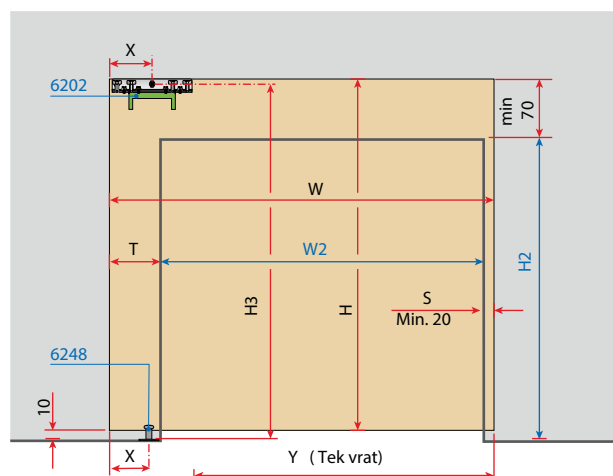 X
6202
min
70
W
T
W2
H3
H
H2
S
Min. 20
6248
10
X
Y ( Tek vrat)